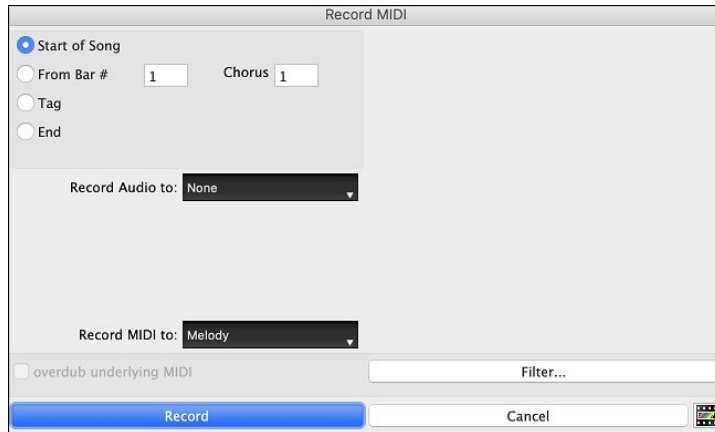 Record MIDI
Start of Song
From Bar # 1 Chorus 1
Tag
End
Record Audio to: None
Record MIDI to: Melody
overdub underlying MIDI Filter...
Record Cancel